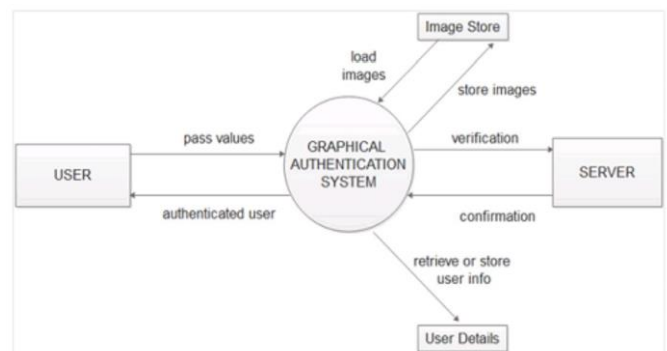 Image Store
load
images
store images
pass values
GRAPHICAL
AUTHENTICATION
SYSTEM
verification
USER
SERVER
authenticated user
confirmation
retrieve or store
user info
User Details